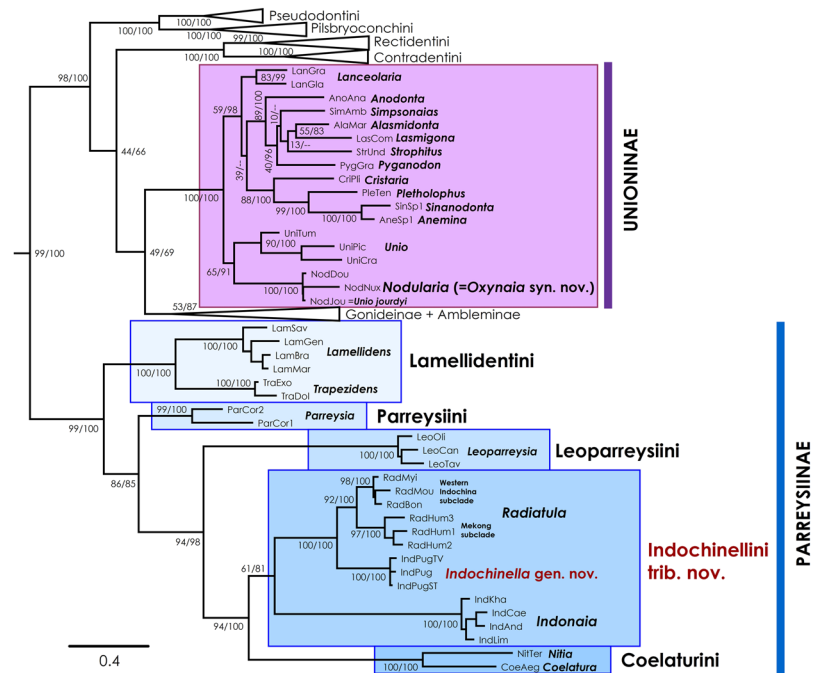 Pseudodontini
100/100
Pilsbryoconchini
100/100
Rectidentini
99/100
100/100
100/100
Contradentini
98/100
44/66
LanGra
83/99
Lanceolaria
LanGla
59/98
89/100
AnoAna Anodonta
10/--
SimAmb Simpsonaias
AlaMar Alasmidonta
55/83
LasCom Lasmigona
13/--
StrUnd Strophitus
40/96
PygGra Pyganodon
39/--
CriPli Cristaria
88/100
PleTen Pletholophus
99/100
SinSp1 Sinanodonta
100/100
AneSp1 Anemina
100/100
UniTum
90/100
UniPic Unio
UniCra
65/91
NodDou
100/100
NodNux Nodularia (=Oxynaia syn. nov.)
NodJou =Unio jourdyi
UNIONINAE
49/69
99/100
53/87
Gonideinae + Ambleminae
LamSav
100/100
LamGen
Lamellidens
LamBra
LamMar
Lamellidentini
100/100
TraExo
100/100
Trapezidens
TraDol
99/100
ParCor2
99/100
Parreysia
ParCor1
Parreysiini
86/85
LeoOli
LeoCan Leoparreysia
100/100
LeoTav
Leoparreysiini
94/98
RadMyi
98/100
Western
Indochina
subclade
RadMou
RadBon
92/100
Radiatula
RadHum3
Mekong
subclade
RadHum1
97/100
RadHum2
100/100
IndPugTV
IndPug
Indochinella gen. nov.
100/100
IndPugST
Indochinellini
trib. nov.
61/81
IndKha
IndCae
100/100
IndAnd
Indonaia
IndLim
94/100
NitTer Nitia
100/100
CoeAeg Coelatura
Coelaturini
PARREYSIINAE
0.4